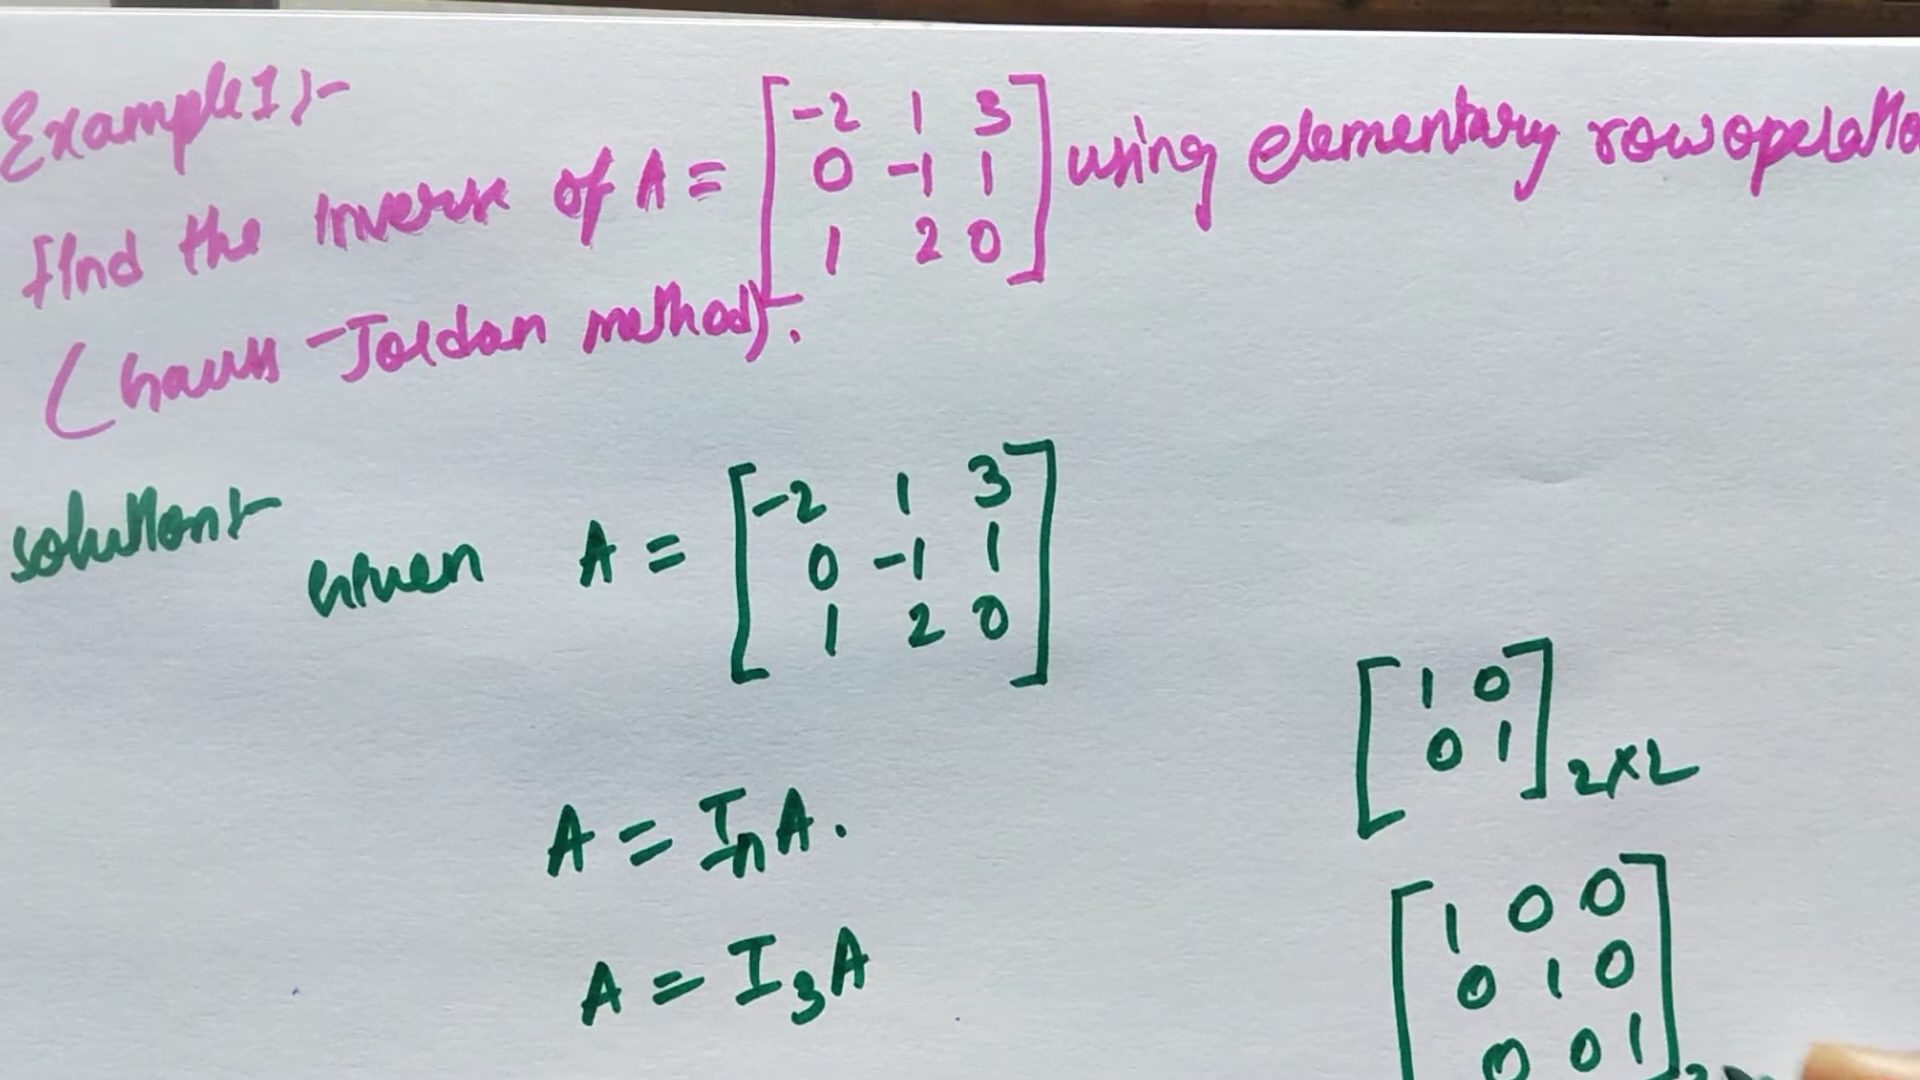 Example 1:-
Find the inverse of A = [-2 1 3
0 -1 1
1 2 0] using elementary row operatio
(Gauss-Jordan method).
Solution:-
Given A = [-2 1 3
0 -1 1
1 2 0]
[1 0
0 1] 2×2
A = InA.
[1 0 0
0 1 0
0 0 1]
A = I3A